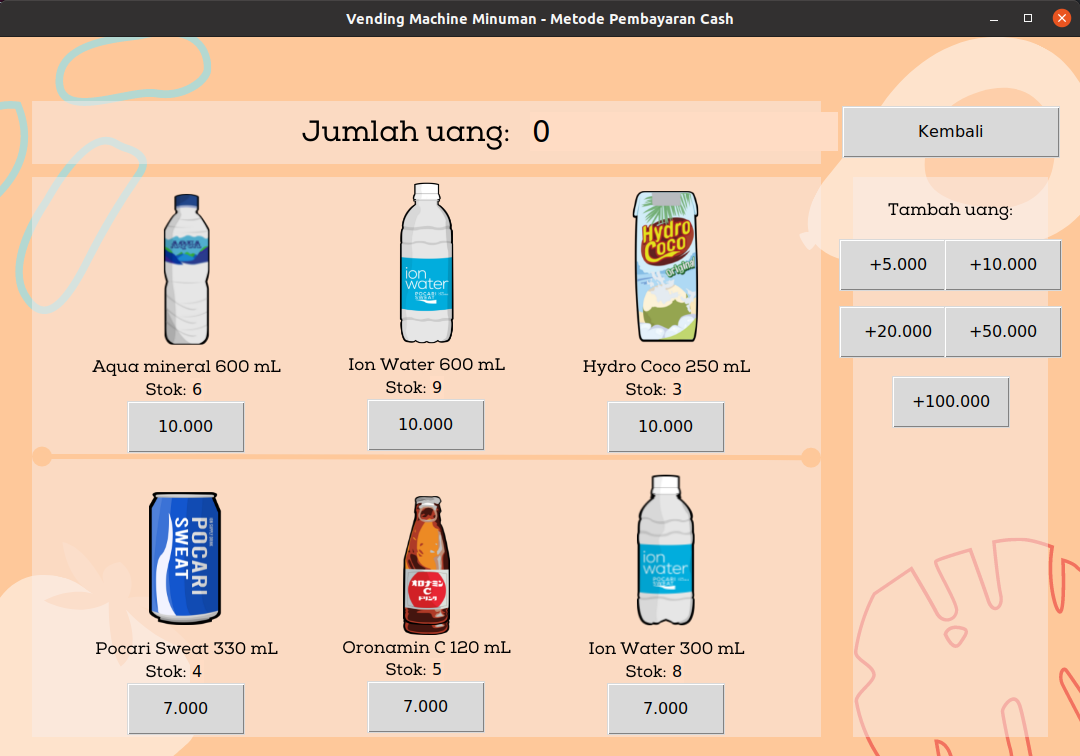 Vending Machine Minuman - Metode Pembayaran Cash
Jumlah uang: 0
Kembali
Tambah uang:
+5.000 +10.000
+20.000 +50.000
+100.000
AQUA
ion
water
POCARI
SWEAT
Hydro
Coco
original
Aqua mineral 600 mL
Ion Water 600 mL
Hydro Coco 250 mL
Stok: 6
Stok: 9
Stok: 3
10.000
10.000
10.000
POCARI
SWEAT
オロナミン
C
ドリンク
ion
water
POCARI
SWEAT
Pocari Sweat 330 mL
Oronamin C 120 mL
Ion Water 300 mL
Stok: 4
Stok: 5
Stok: 8
7.000
7.000
7.000